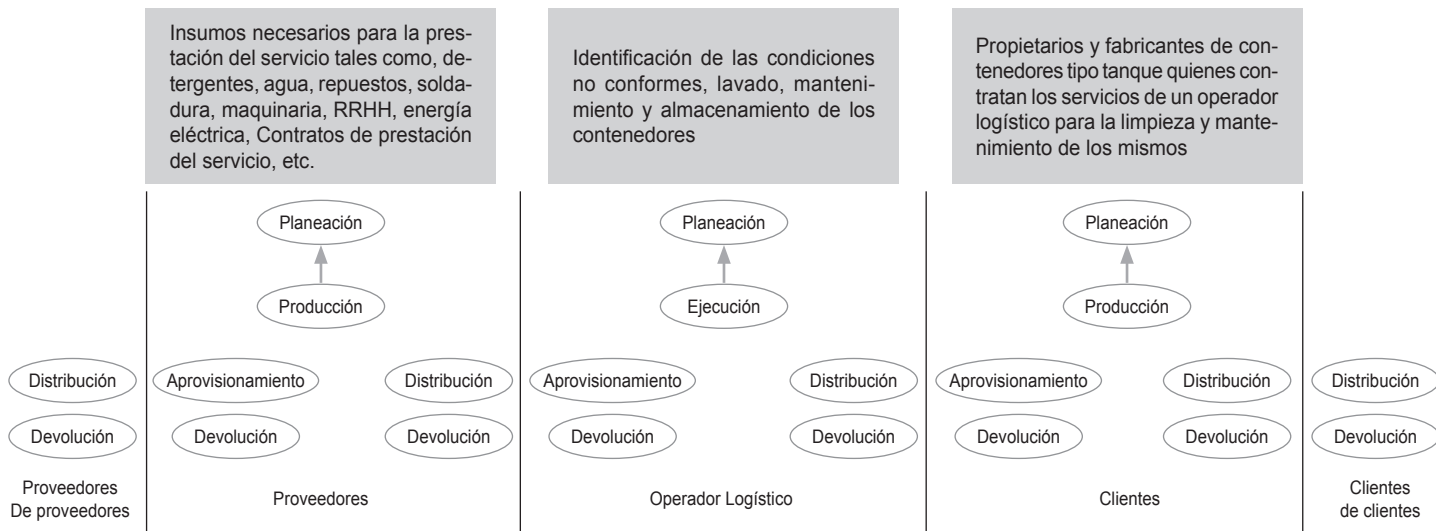 Insumos necesarios para la pres-
tación del servicio tales como, de-
tergentes, agua, repuestos, solda-
dura, maquinaria, RRHH, energía
eléctrica, Contratos de prestación
del servicio, etc.
Identificación de las condiciones
no conformes, lavado, manteni-
miento y almacenamiento de los
contenedores
Propietarios y fabricantes de con-
tenedores tipo tanque quienes con-
tratan los servicios de un operador
logístico para la limpieza y mante-
nimiento de los mismos
Planeación
Planeación
Planeación
Producción
Ejecución
Producción
Distribución
Aprovisionamiento
Distribución
Aprovisionamiento
Distribución
Aprovisionamiento
Distribución
Distribución
Devolución
Devolución
Devolución
Devolución
Devolución
Devolución
Devolución
Devolución
Proveedores
De proveedores
Proveedores
Operador Logístico
Clientes
Clientes
de clientes